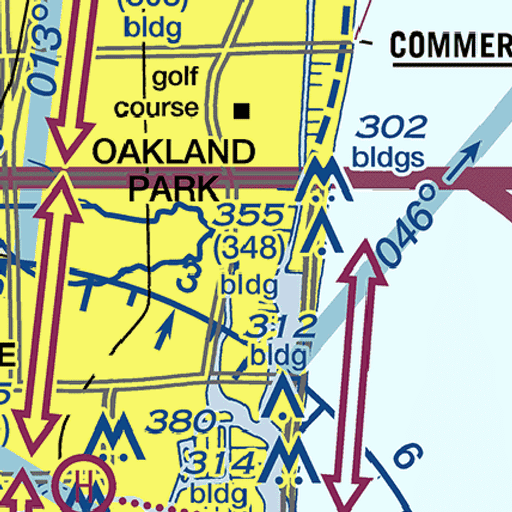 bldg
013°
COMMER
golf
course
302
bldgs
OAKLAND
PARK
046°
355
(348)
bldg
3
312
bldg
E
380
314
bldg
6